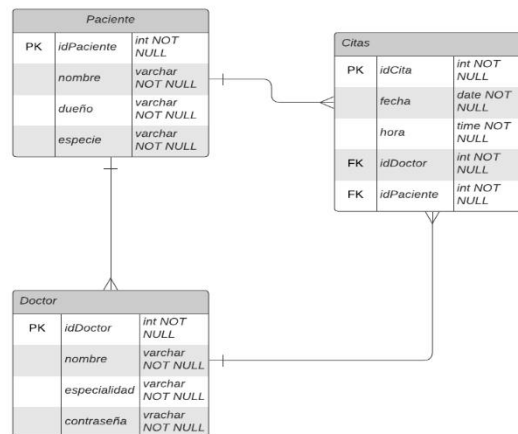 Paciente
PK idPaciente int NOT
NULL
nombre varchar
NOT NULL
dueño varchar
NOT NULL
especie varchar
NOT NULL
Citas
PK idCita int NOT
NULL
fecha date NOT
NULL
hora time NOT
NULL
FK idDoctor int NOT
NULL
FK idPaciente int NOT
NULL
Doctor
PK idDoctor int NOT
NULL
nombre varchar
NOT NULL
especialidad varchar
NOT NULL
contraseña vrachar
NOT NULL